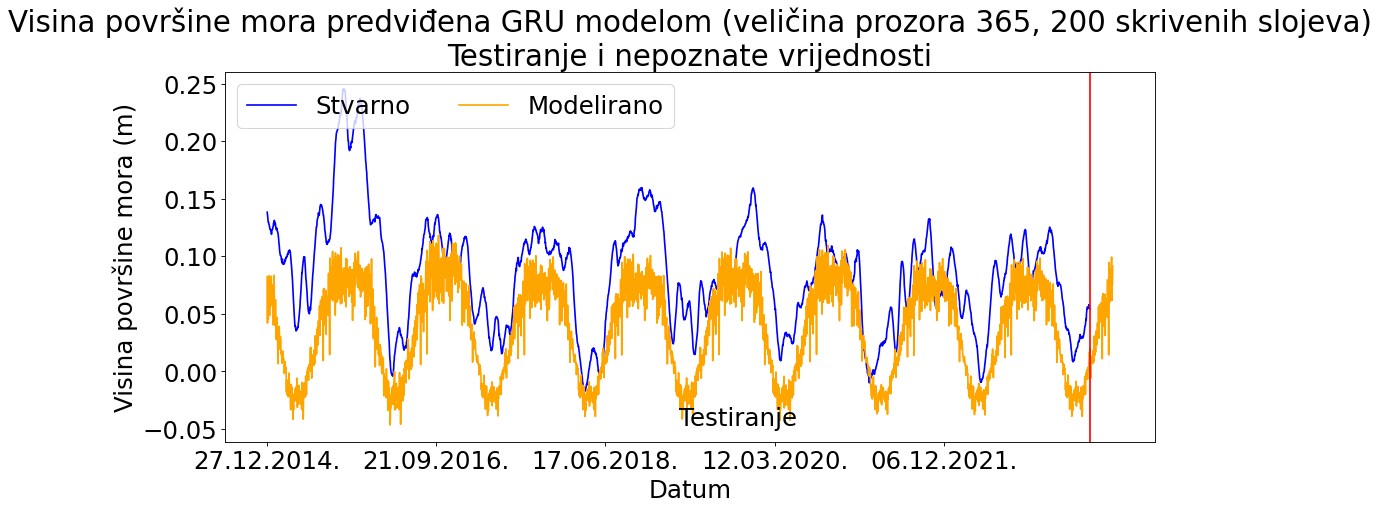 Visina površine mora predviđena GRU modelom (veličina prozora 365, 200 skrivenih slojeva)
Testiranje i nepoznate vrijednosti
Stvarno
Modelirano
Visina površine mora (m)
0.25
0.20
0.15
0.10
0.05
0.00
−0.05
Testiranje
27.12.2014.
21.09.2016.
17.06.2018.
12.03.2020.
06.12.2021.
Datum